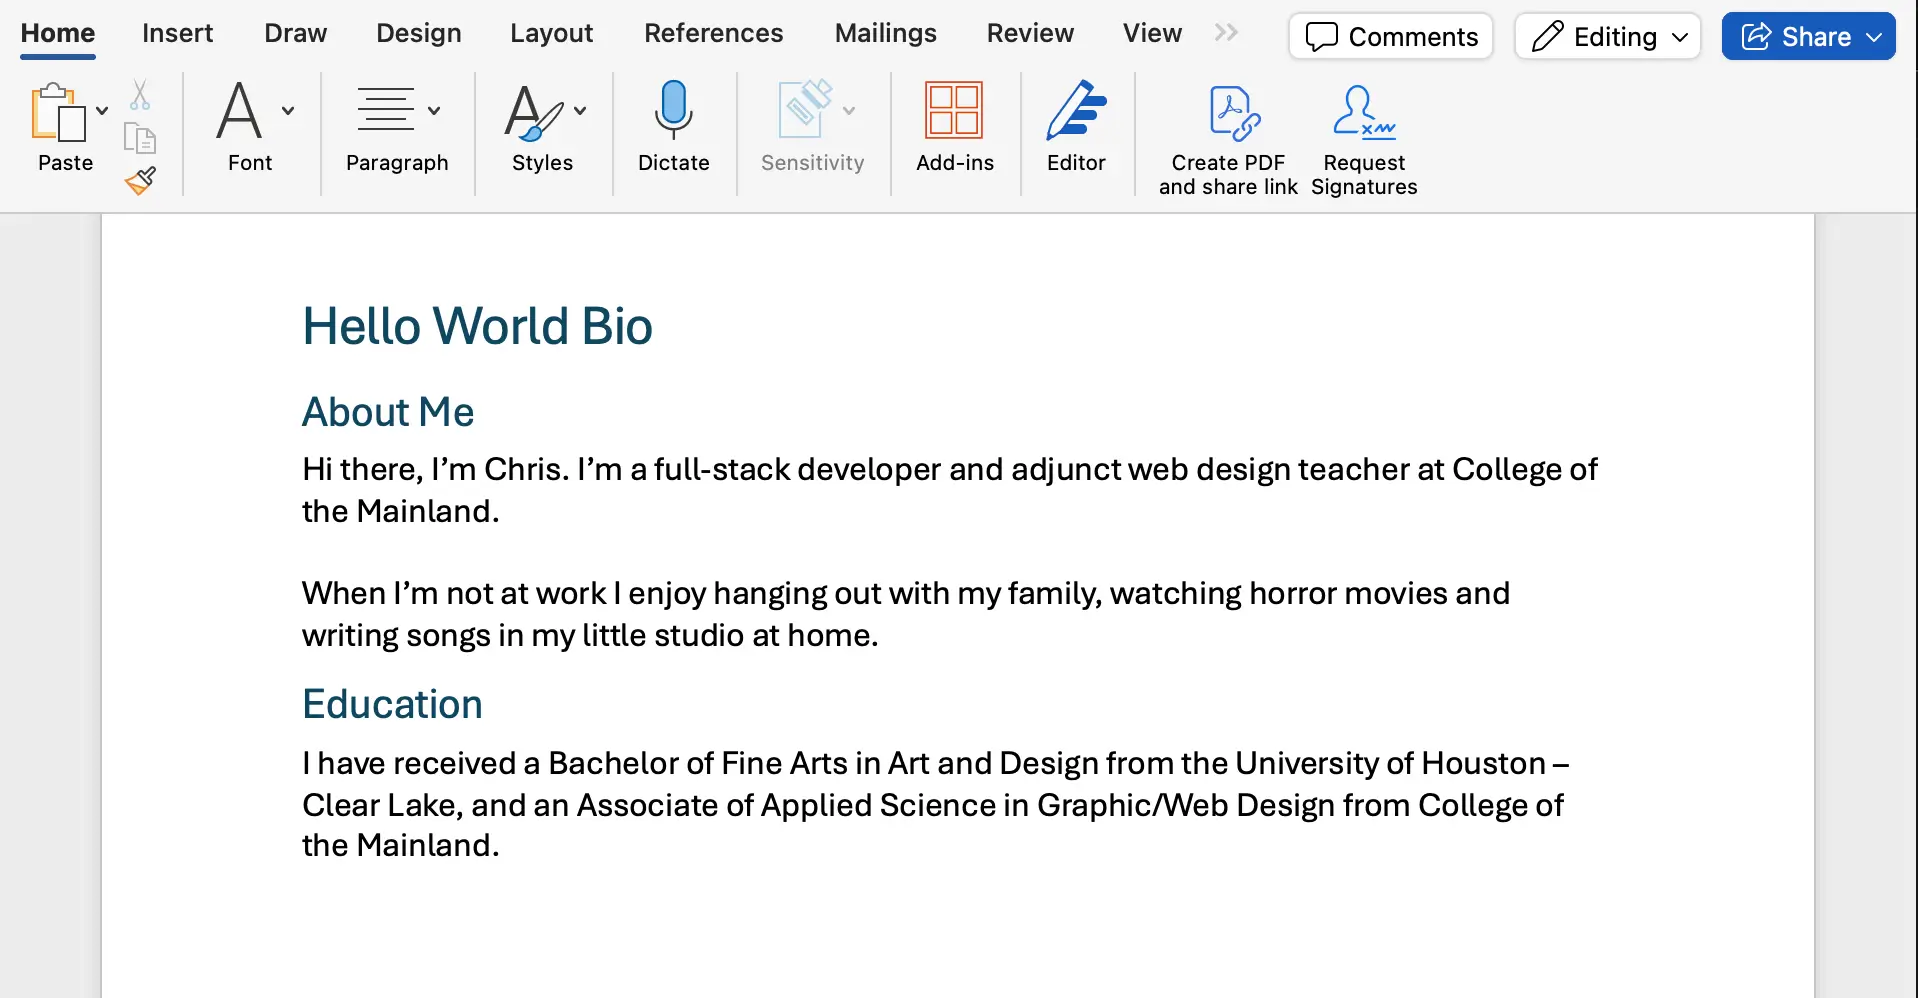 Home Insert Draw Design Layout References Mailings Review View Comments Editing Share
Paste Font Paragraph Styles Dictate Sensitivity Add-ins Editor Create PDF and share link Request Signatures
Hello World Bio
About Me
Hi there, I’m Chris. I’m a full-stack developer and adjunct web design teacher at College of
the Mainland.
When I’m not at work I enjoy hanging out with my family, watching horror movies and
writing songs in my little studio at home.
Education
I have received a Bachelor of Fine Arts in Art and Design from the University of Houston –
Clear Lake, and an Associate of Applied Science in Graphic/Web Design from College of
the Mainland.